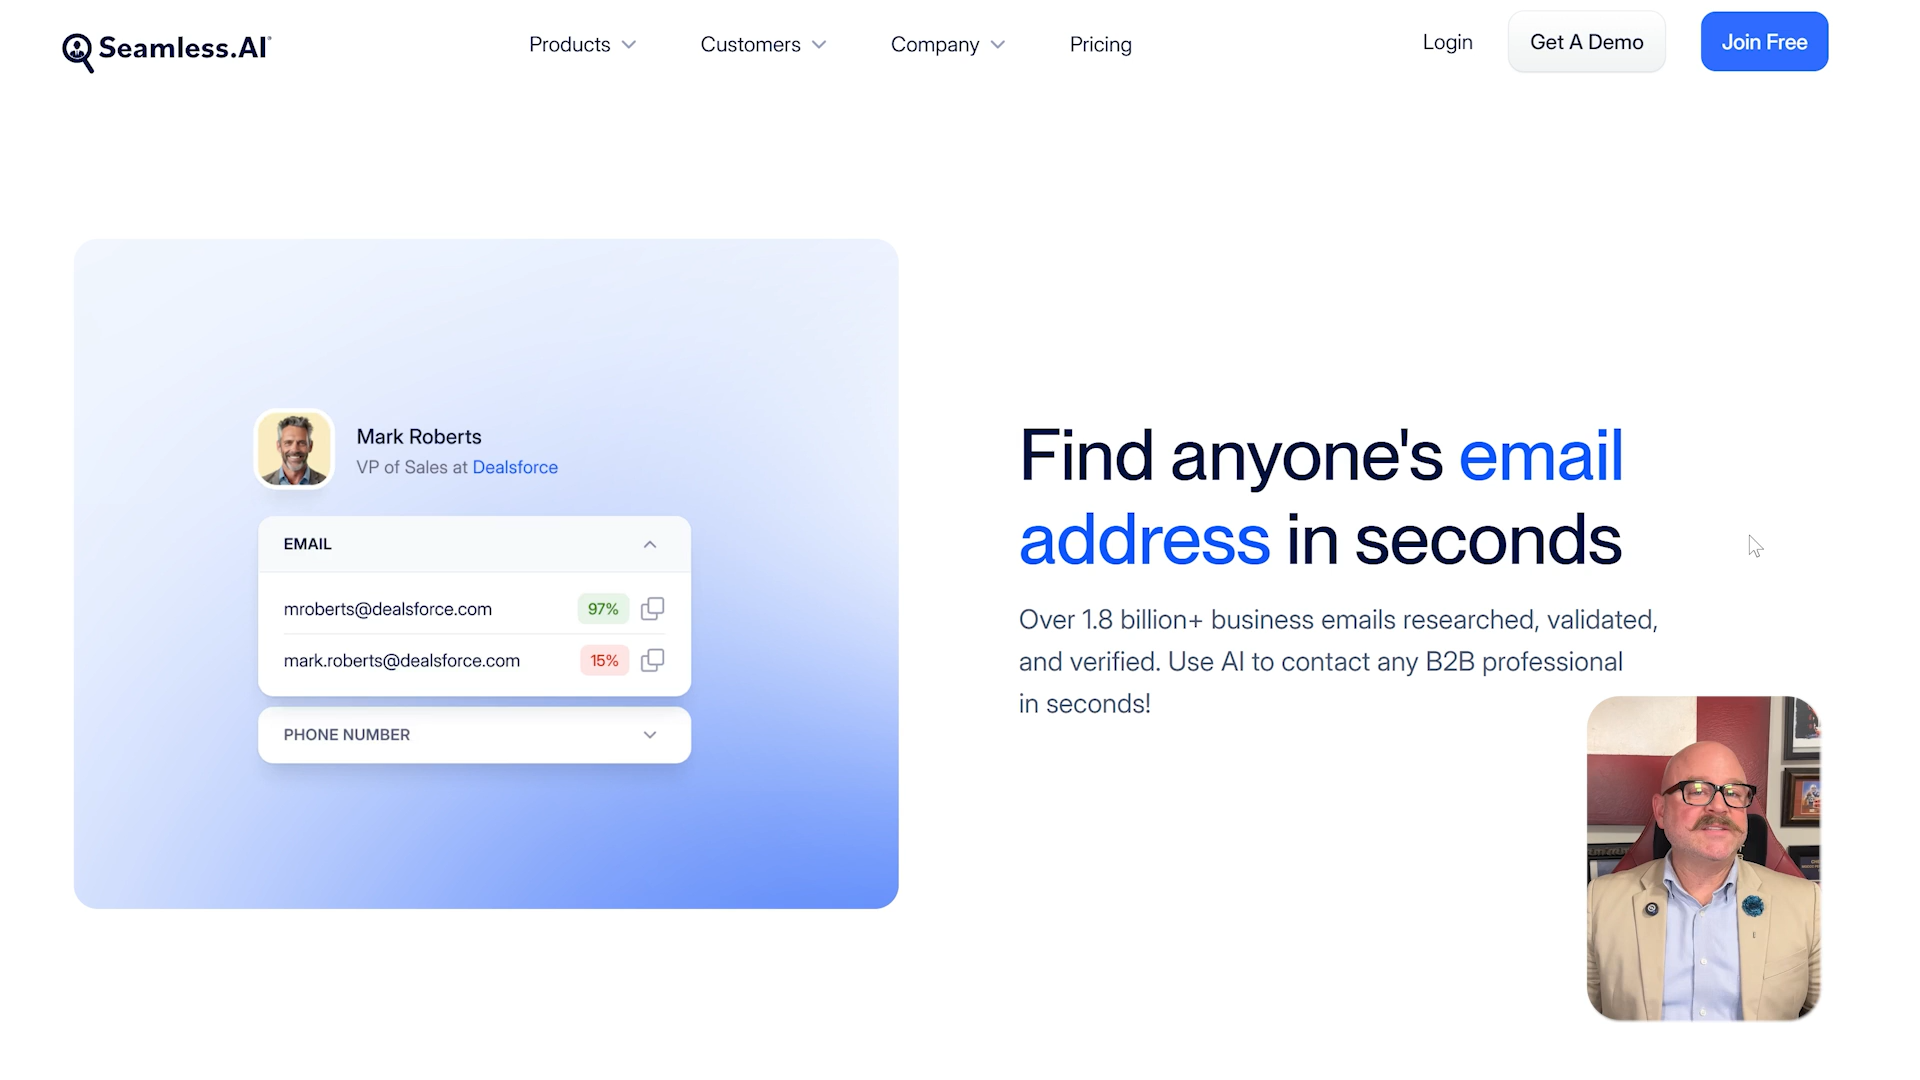 Seamless.AI
Products
Customers
Company
Pricing
Login
Get A Demo
Join Free
Mark Roberts
VP of Sales at Dealsforce
EMAIL
mroberts@dealsforce.com 97%
mark.roberts@dealsforce.com 15%
PHONE NUMBER
Find anyone's email
address in seconds
Over 1.8 billion+ business emails researched, validated,
and verified. Use AI to contact any B2B professional
in seconds!